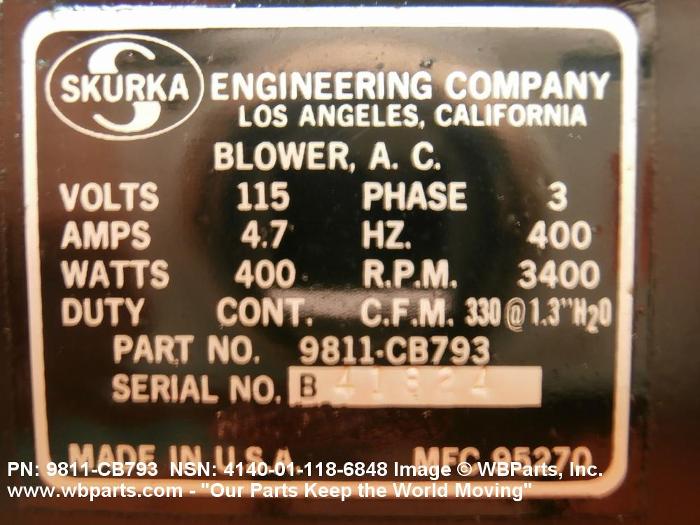 SKURKA ENGINEERING COMPANY
LOS ANGELES, CALIFORNIA
BLOWER, A. C.
VOLTS 115 PHASE 3
AMPS 4.7 HZ. 400
WATTS 400 R.P.M. 3400
DUTY CONT. C.F.M. 330@1.3"H2O
PART NO. 9811-CB793
SERIAL NO. B 41824
MADE IN U.S.A. MFC 95270
PN: 9811-CB793 NSN: 4140-01-118-6848 Image © WBParts, Inc.
www.wbparts.com - "Our Parts Keep the World Moving"